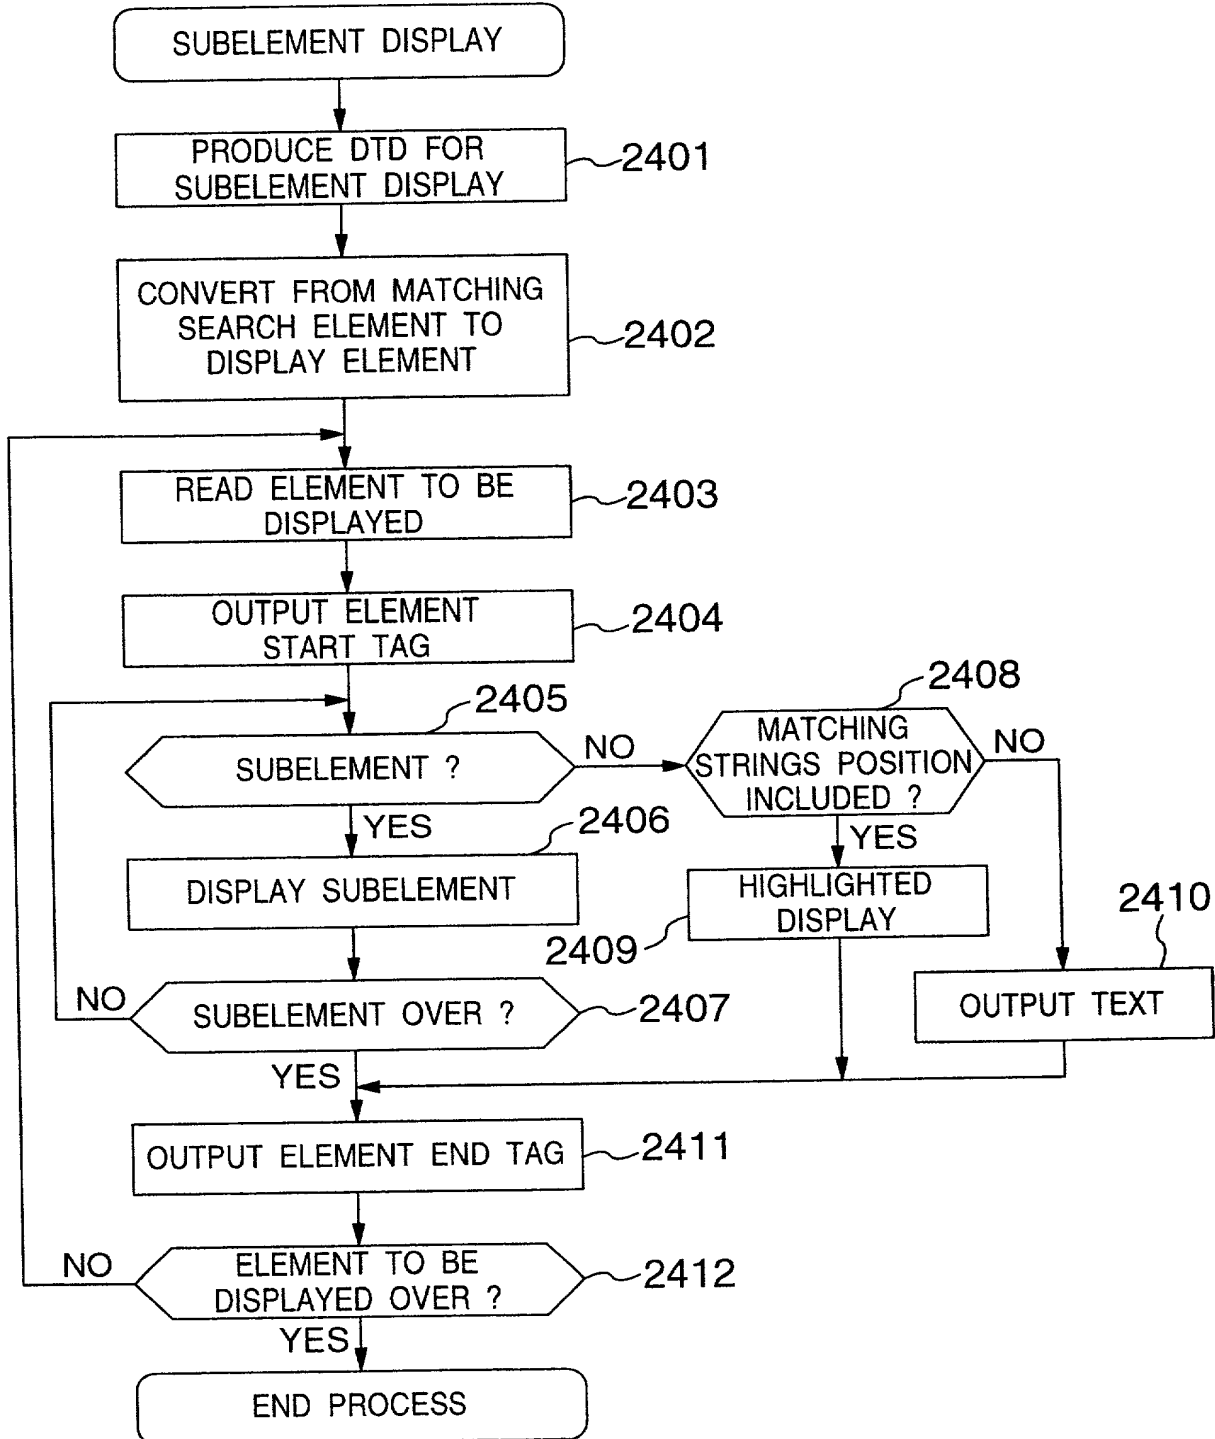 SUBELEMENT DISPLAY
PRODUCE DTD FOR
SUBELEMENT DISPLAY
2401
CONVERT FROM MATCHING
SEARCH ELEMENT TO
DISPLAY ELEMENT
2402
READ ELEMENT TO BE
DISPLAYED
2403
OUTPUT ELEMENT
START TAG
2404
2405
SUBELEMENT ?
NO
YES
2408
MATCHING
STRINGS POSITION
INCLUDED ?
NO
YES
2406
DISPLAY SUBELEMENT
HIGHLIGHTED
DISPLAY
2409
2410
OUTPUT TEXT
NO
SUBELEMENT OVER ?
2407
YES
OUTPUT ELEMENT END TAG
2411
NO
ELEMENT TO BE
DISPLAYED OVER ?
2412
YES
END PROCESS